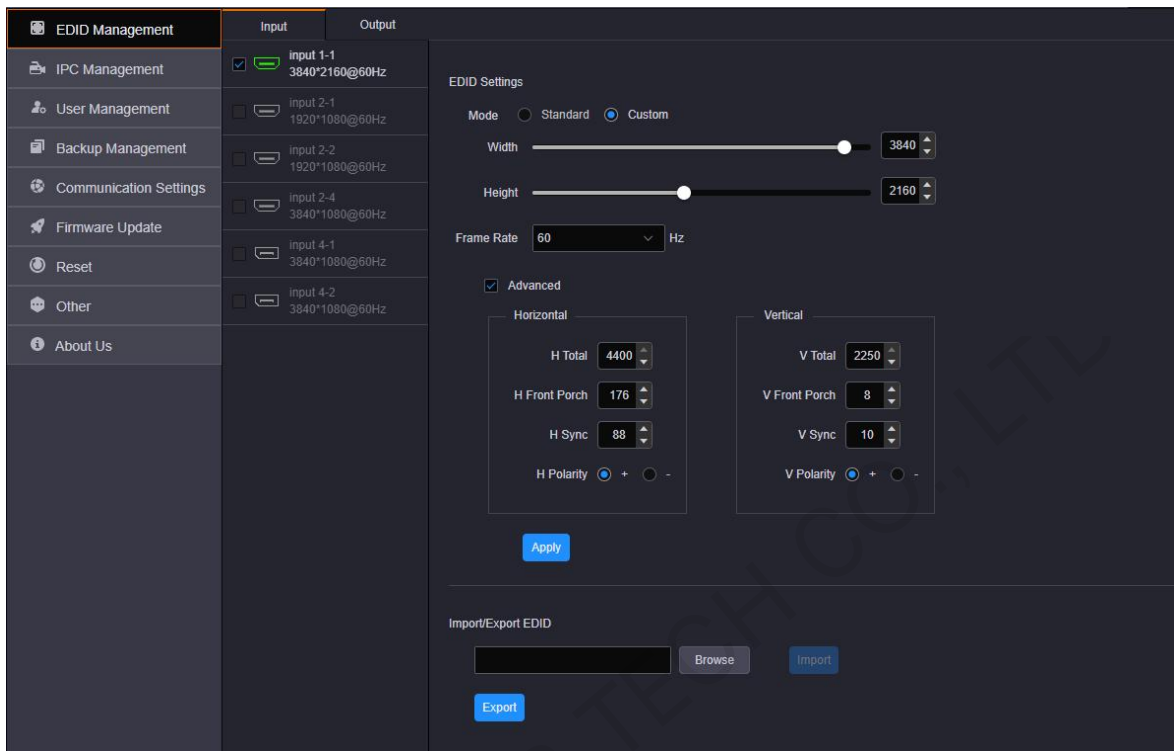 EDID Management
IPC Management
User Management
Backup Management
Communication Settings
Firmware Update
Reset
Other
About Us
Input Output
input 1-1
3840*2160@60Hz
input 2-1
1920*1080@60Hz
input 2-2
1920*1080@60Hz
input 2-4
3840*1080@60Hz
input 4-1
3840*1080@60Hz
input 4-2
3840*1080@60Hz
EDID Settings
Mode Standard Custom
Width 3840
Height 2160
Frame Rate 60 Hz
Advanced
Horizontal
H Total 4400
H Front Porch 176
H Sync 88
H Polarity + -
Vertical
V Total 2250
V Front Porch 8
V Sync 10
V Polarity + -
Apply
Import/Export EDID
Browse Import
Export
TECH CO., LTD